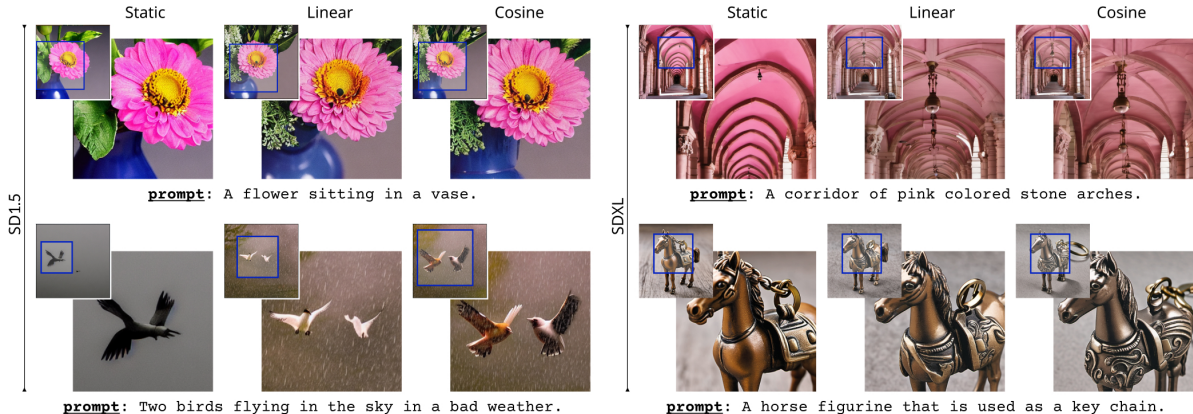 Static Linear Cosine
Static Linear Cosine
SD1.5
SDXL
prompt: A flower sitting in a vase.
prompt: A corridor of pink colored stone arches.
prompt: Two birds flying in the sky in a bad weather.
prompt: A horse figurine that is used as a key chain.